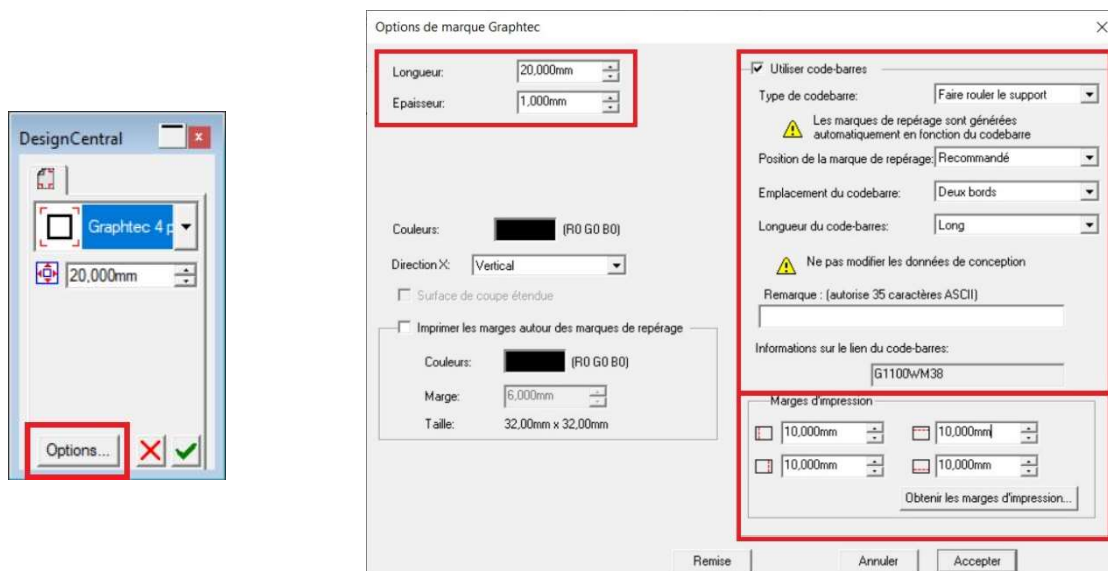 DesignCentral
Graphtec 4 p
20,000mm
Options...
Options de marque Graphtec
Longueur: 20,000mm
Epaisseur: 1,000mm
Couleurs: (R0 G0 B0)
Direction X: Vertical
Surface de coupe étendue
Imprimer les marges autour des marques de repérage
Couleurs: (R0 G0 B0)
Marge: 6,000mm
Taille: 32,00mm x 32,00mm
Utiliser code-barres
Type de codebarre: Faire rouler le support
Les marques de repérage sont générées
automatiquement en fonction du codebarre
Position de la marque de repérage: Recommandé
Emplacement du codebarre: Deux bords
Longueur du code-barres: Long
Ne pas modifier les données de conception
Remarque : (autorise 35 caractères ASCII)
Informations sur le lien du code-barres:
G1100WM38
Marges d'impression
10,000mm 10,000mm
10,000mm 10,000mm
Obtenir les marges d'impression...
Remise Annuler Accepter